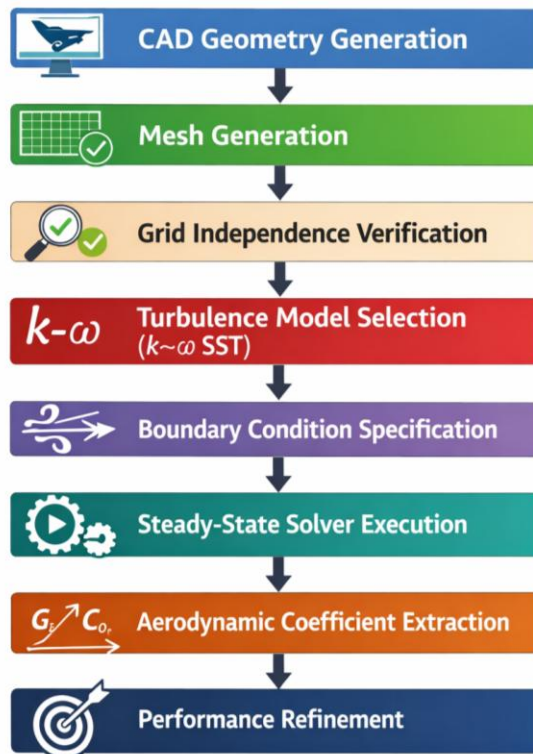 CAD Geometry Generation
Mesh Generation
Grid Independence Verification
k-ω
Turbulence Model Selection
(k~ω SST)
Boundary Condition Specification
Steady-State Solver Execution
Aerodynamic Coefficient Extraction
Performance Refinement